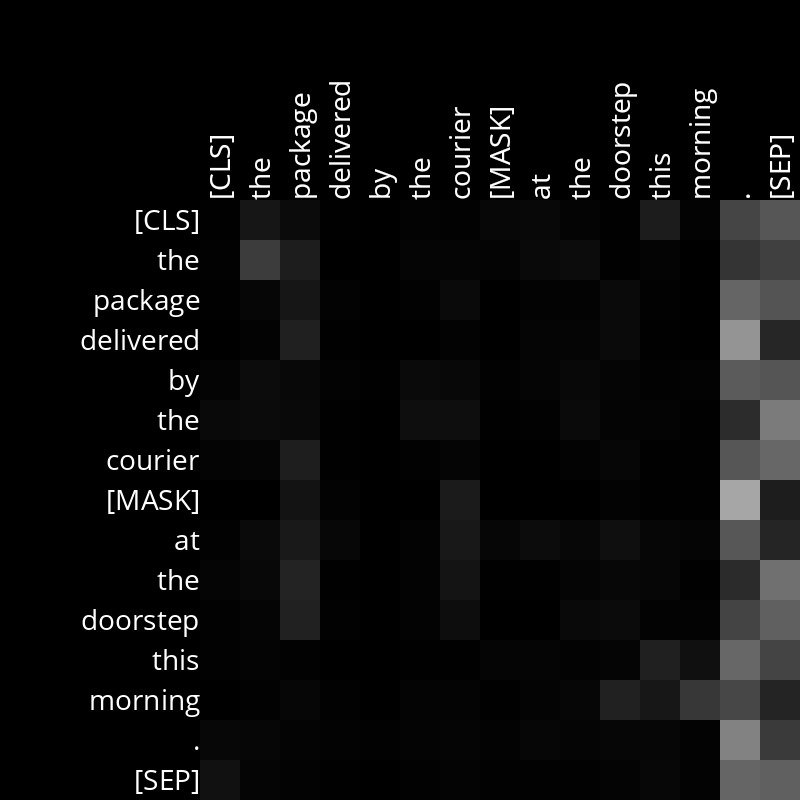 [CLS] the package delivered by the courier [MASK] at the doorstep this morning . [SEP]
[CLS]
the
package
delivered
by
the
courier
[MASK]
at
the
doorstep
this
morning
.
[SEP]